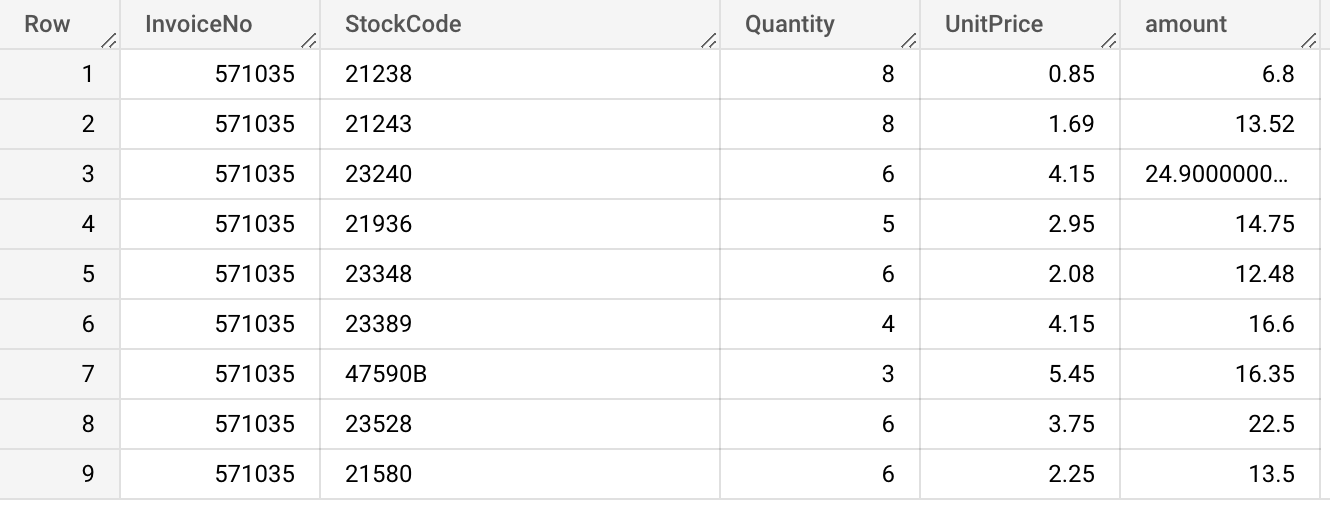 Row InvoiceNo StockCode Quantity UnitPrice amount
1 571035 21238 8 0.85 6.8
2 571035 21243 8 1.69 13.52
3 571035 23240 6 4.15 24.9000000...
4 571035 21936 5 2.95 14.75
5 571035 23348 6 2.08 12.48
6 571035 23389 4 4.15 16.6
7 571035 47590B 3 5.45 16.35
8 571035 23528 6 3.75 22.5
9 571035 21580 6 2.25 13.5